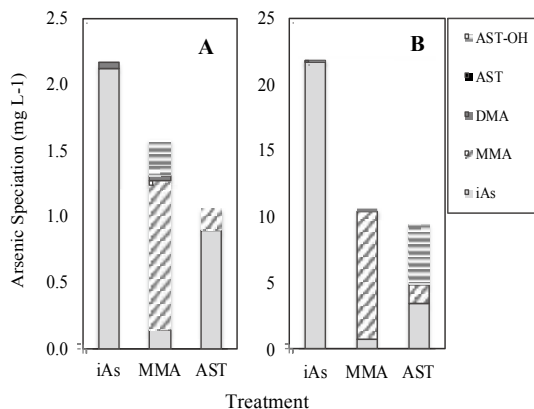 A
B
Arsenic Speciation (mg L-1)
2.5
2.0
1.5
1.0
0.5
0.0
25
20
15
10
5
0
iAs MMA AST
iAs MMA AST
Treatment
AST-OH
AST
DMA
MMA
iAs